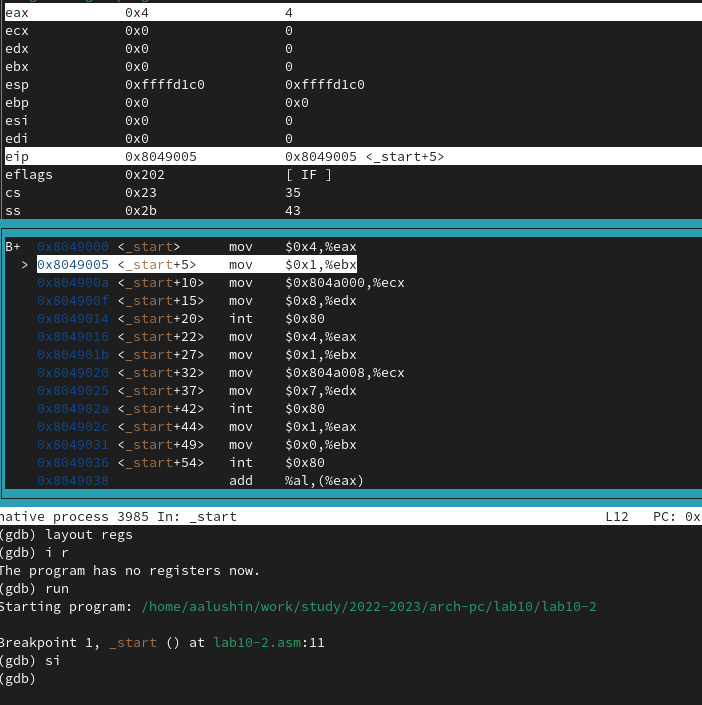 eax 0x4 4
ecx 0x0 0
edx 0x0 0
ebx 0x0 0
esp 0xffffd1c0 0xffffd1c0
ebp 0x0 0x0
esi 0x0 0
edi 0x0 0
eip 0x8049005 0x8049005 <_start+5>
eflags 0x202 [ IF ]
cs 0x23 35
ss 0x2b 43
B+ 0x8049000 <_start> mov $0x4,%eax
> 0x8049005 <_start+5> mov $0x1,%ebx
0x804900a <_start+10> mov $0x804a000,%ecx
0x804900f <_start+15> mov $0x8,%edx
0x8049014 <_start+20> int $0x80
0x8049016 <_start+22> mov $0x4,%eax
0x804901b <_start+27> mov $0x1,%ebx
0x8049020 <_start+32> mov $0x804a008,%ecx
0x8049025 <_start+37> mov $0x7,%edx
0x804902a <_start+42> int $0x80
0x804902c <_start+44> mov $0x1,%eax
0x8049031 <_start+49> mov $0x0,%ebx
0x8049036 <_start+54> int $0x80
0x8049038 add %al,(%eax)
native process 3985 In: _start L12 PC: 0x
(gdb) layout regs
(gdb) i r
The program has no registers now.
(gdb) run
Starting program: /home/aalushin/work/study/2022-2023/arch-pc/lab10/lab10-2
Breakpoint 1, _start () at lab10-2.asm:11
(gdb) si
(gdb)